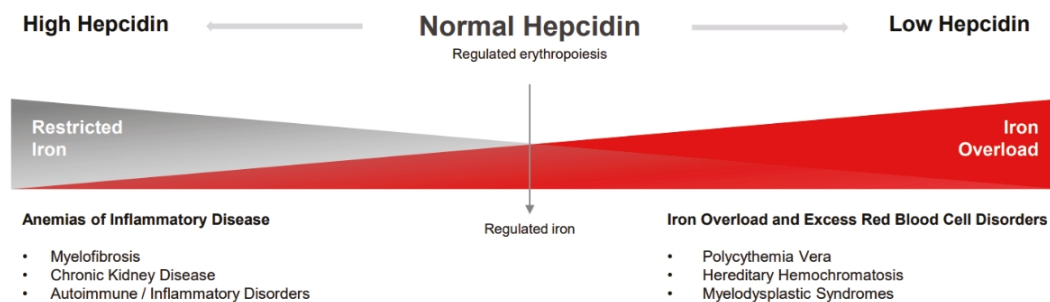 High Hepcidin
Normal Hepcidin
Low Hepcidin
Regulated erythropoiesis
Restricted
Iron
Iron
Overload
Regulated iron
Anemias of Inflammatory Disease
• Myelofibrosis
• Chronic Kidney Disease
• Autoimmune / Inflammatory Disorders
Iron Overload and Excess Red Blood Cell Disorders
• Polycythemia Vera
• Hereditary Hemochromatosis
• Myelodysplastic Syndromes